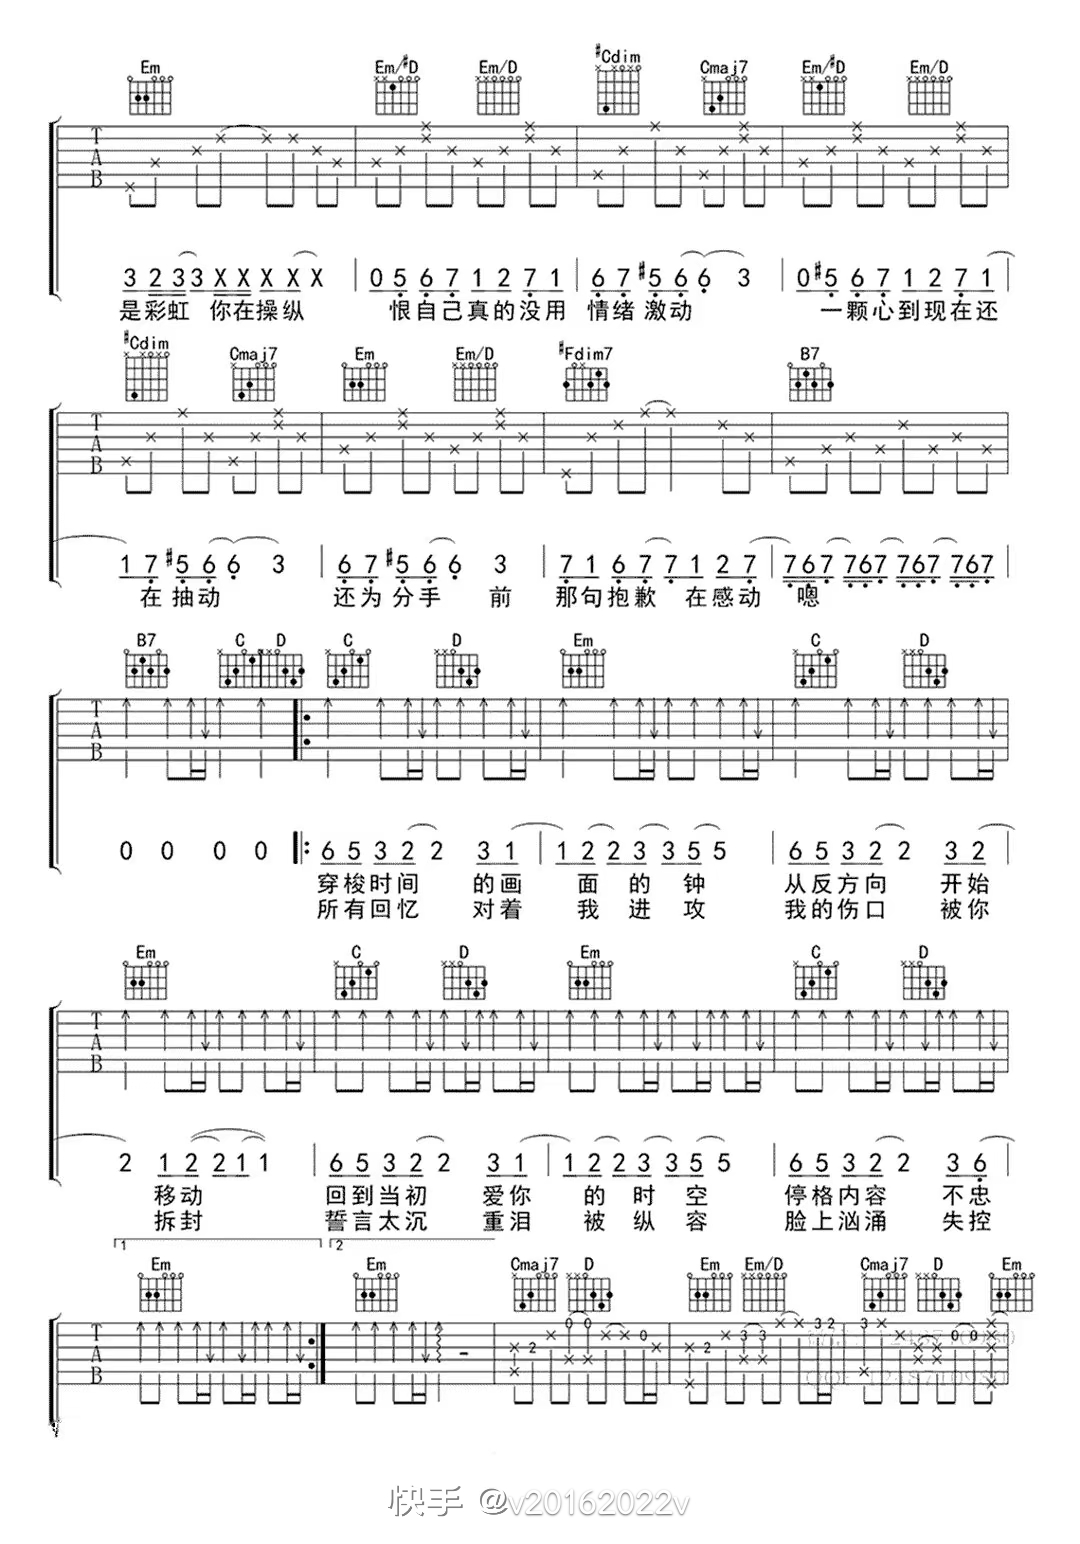 Em Em/#D Em/D #Cdim Cmaj7 Em/#D Em/D
T A B
3 2 3 3 X X X X X | 0 5 6 7 1 2 7 1 | 6 7 #5 6 6 3 | 0 #5 6 7 1 2 7 1 |
是彩虹 你在操纵 恨自己真的没用 情绪激动 一颗心到现在还
#Cdim Cmaj7 Em Em/D #Fdim7 B7
T A B
1 7 #5 6 6 3 | 6 7 #5 6 6 3 | 7 1 6 7 7 1 2 7 | 767 767 767 767 |
在抽动 还为分手 前 那句抱歉 在感动 嗯
B7 C D C D Em C D
T A B
0 0 0 0 |: 6 5 3 2 2 3 1 | 1 2 2 3 3 5 5 | 6 5 3 2 2 3 2 |
穿梭时间 的画 面的钟 从反方向 开始
所有回忆 对着 我进攻 我的伤口 被你
Em C D Em C D
T A B
2 1 2 2 1 1 | 6 5 3 2 2 3 1 | 1 2 2 3 3 5 5 | 6 5 3 2 2 3 6 |
移动 回到当初 爱你 的时空 停格内容 不忠
拆封 誓言太沉 重泪 被纵容 脸上汹涌 失控
1 2
Em Em Cmaj7 D Em Em/D Cmaj7 D Em
T A B
2 0 0 0 2 3 3 3 2 3 0 0
快手 @v20162022v